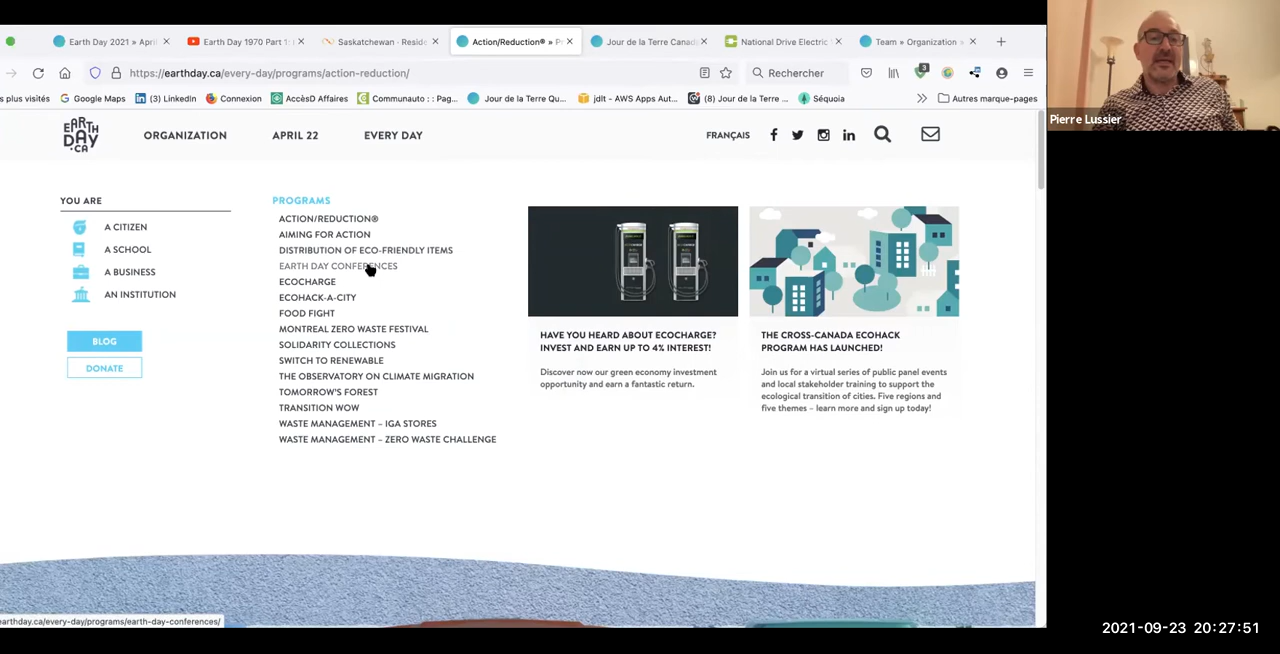 Earth Day 2021 » Apri
Earth Day 1970 Part 1:
Saskatchewan - Reside
Action/Reduction® » P
Jour de la Terre Canad
National Drive Electric
Team » Organization »
https://earthday.ca/every-day/programs/action-reduction/
Rechercher
3
s plus visités
Google Maps
(3) LinkedIn
Connexion
AccèsD Affaires
Communauto : : Pag...
Jour de la Terre Qu...
jdlt - AWS Apps Aut...
(8) Jour de la Terre ...
Séquoia
Autres marque-pages
EARTH
DAY
.CA
ORGANIZATION
APRIL 22
EVERY DAY
FRANÇAIS
YOU ARE
A CITIZEN
A SCHOOL
A BUSINESS
AN INSTITUTION
BLOG
DONATE
PROGRAMS
ACTION/REDUCTION®
AIMING FOR ACTION
DISTRIBUTION OF ECO-FRIENDLY ITEMS
EARTH DAY CONFERENCES
ECOCHARGE
ECOHACK-A-CITY
FOOD FIGHT
MONTREAL ZERO WASTE FESTIVAL
SOLIDARITY COLLECTIONS
SWITCH TO RENEWABLE
THE OBSERVATORY ON CLIMATE MIGRATION
TOMORROW'S FOREST
TRANSITION WOW
WASTE MANAGEMENT – IGA STORES
WASTE MANAGEMENT – ZERO WASTE CHALLENGE
HAVE YOU HEARD ABOUT ECOCHARGE?
INVEST AND EARN UP TO 4% INTEREST!
Discover now our green economy investment
opportunity and earn a fantastic return.
THE CROSS-CANADA ECOHACK
PROGRAM HAS LAUNCHED!
Join us for a virtual series of public panel events
and local stakeholder training to support the
ecological transition of cities. Five regions and
five themes – learn more and sign up today!
earthday.ca/every-day/programs/earth-day-conferences/
Pierre Lussier
2021-09-23 20:27:51